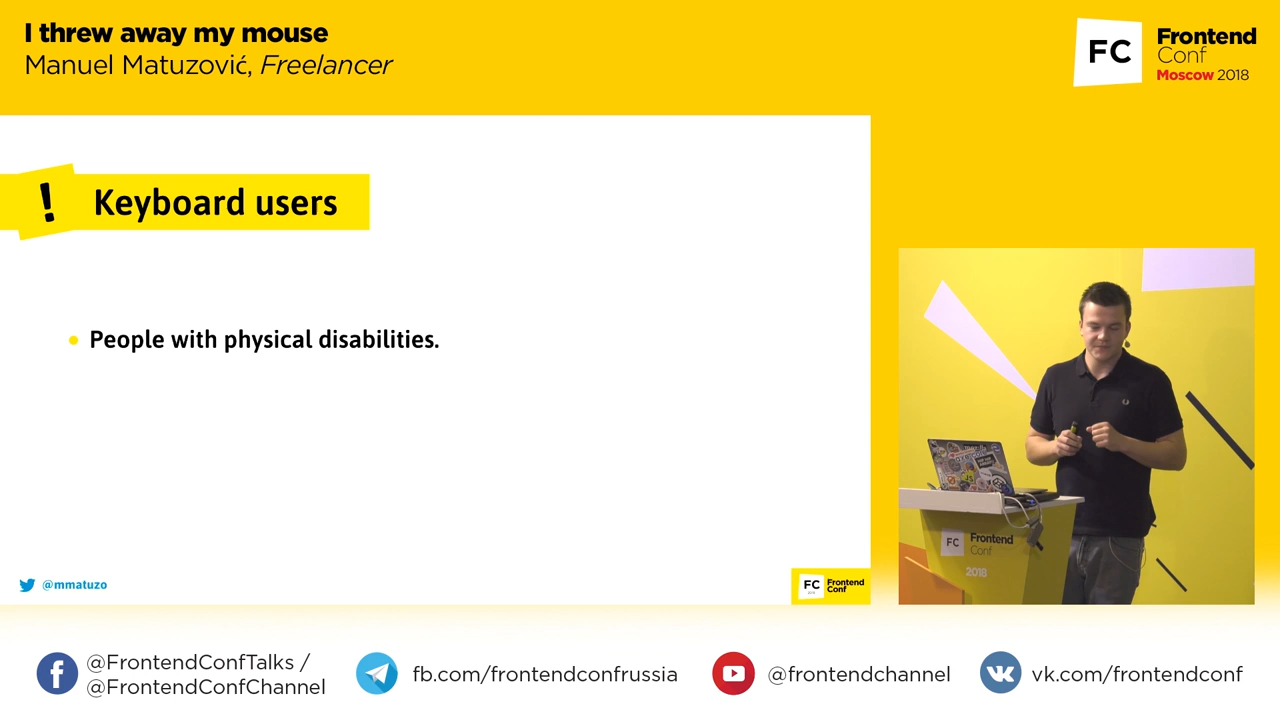 I threw away my mouse
Manuel Matuzović, Freelancer
FC
Frontend
Conf
Moscow 2018
!
Keyboard users
• People with physical disabilities.
@mmatuzo
FC
Frontend
Conf
FC
Frontend
Conf
2018
@FrontendConfTalks /
@FrontendConfChannel
fb.com/frontendconfrussia
@frontendchannel
vk.com/frontendconf